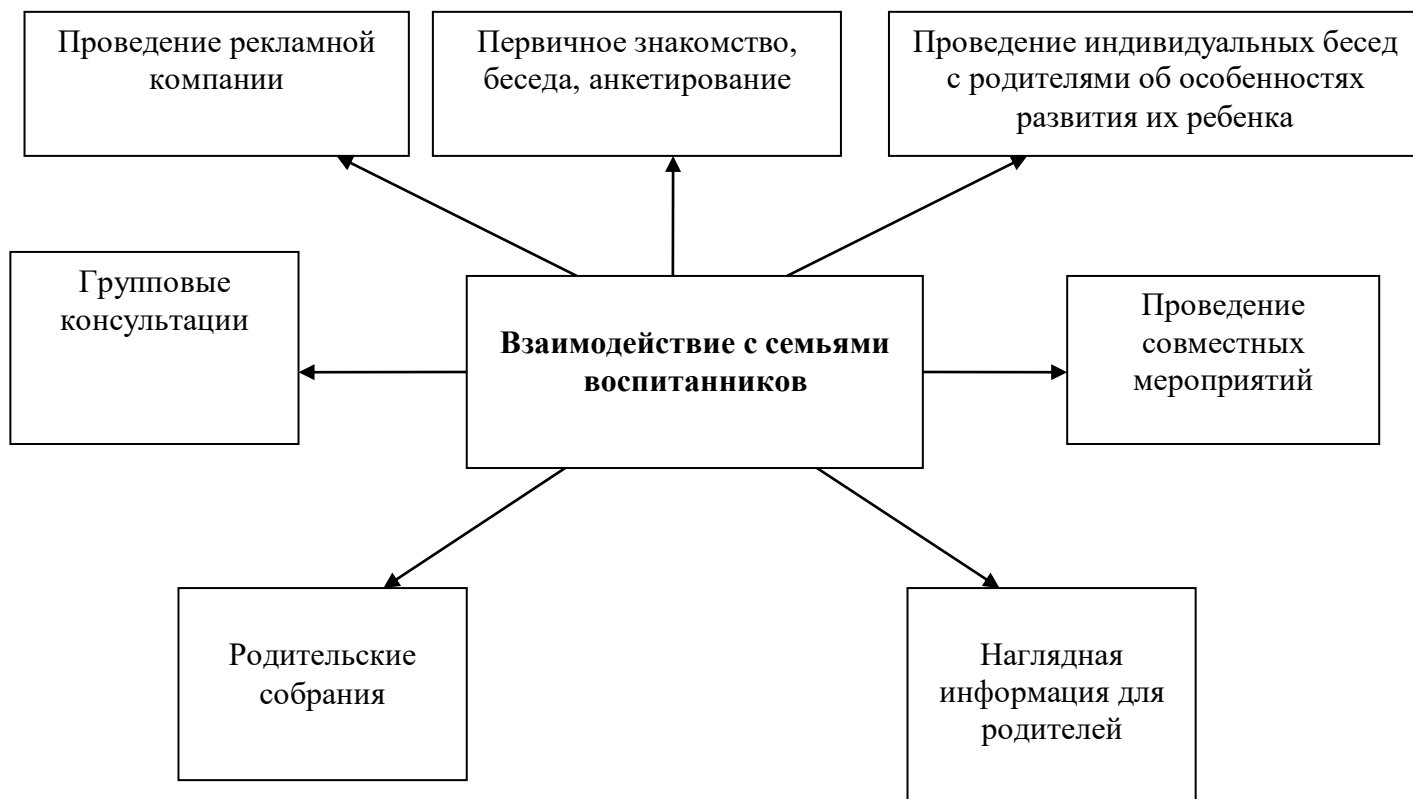 Проведение рекламной
компании
Первичное знакомство,
беседа, анкетирование
Проведение индивидуальных бесед
с родителями об особенностях
развития их ребенка
Групповые
консультации
Взаимодействие с семьями
воспитанников
Проведение
совместных
мероприятий
Родительские
собрания
Наглядная
информация для
родителей